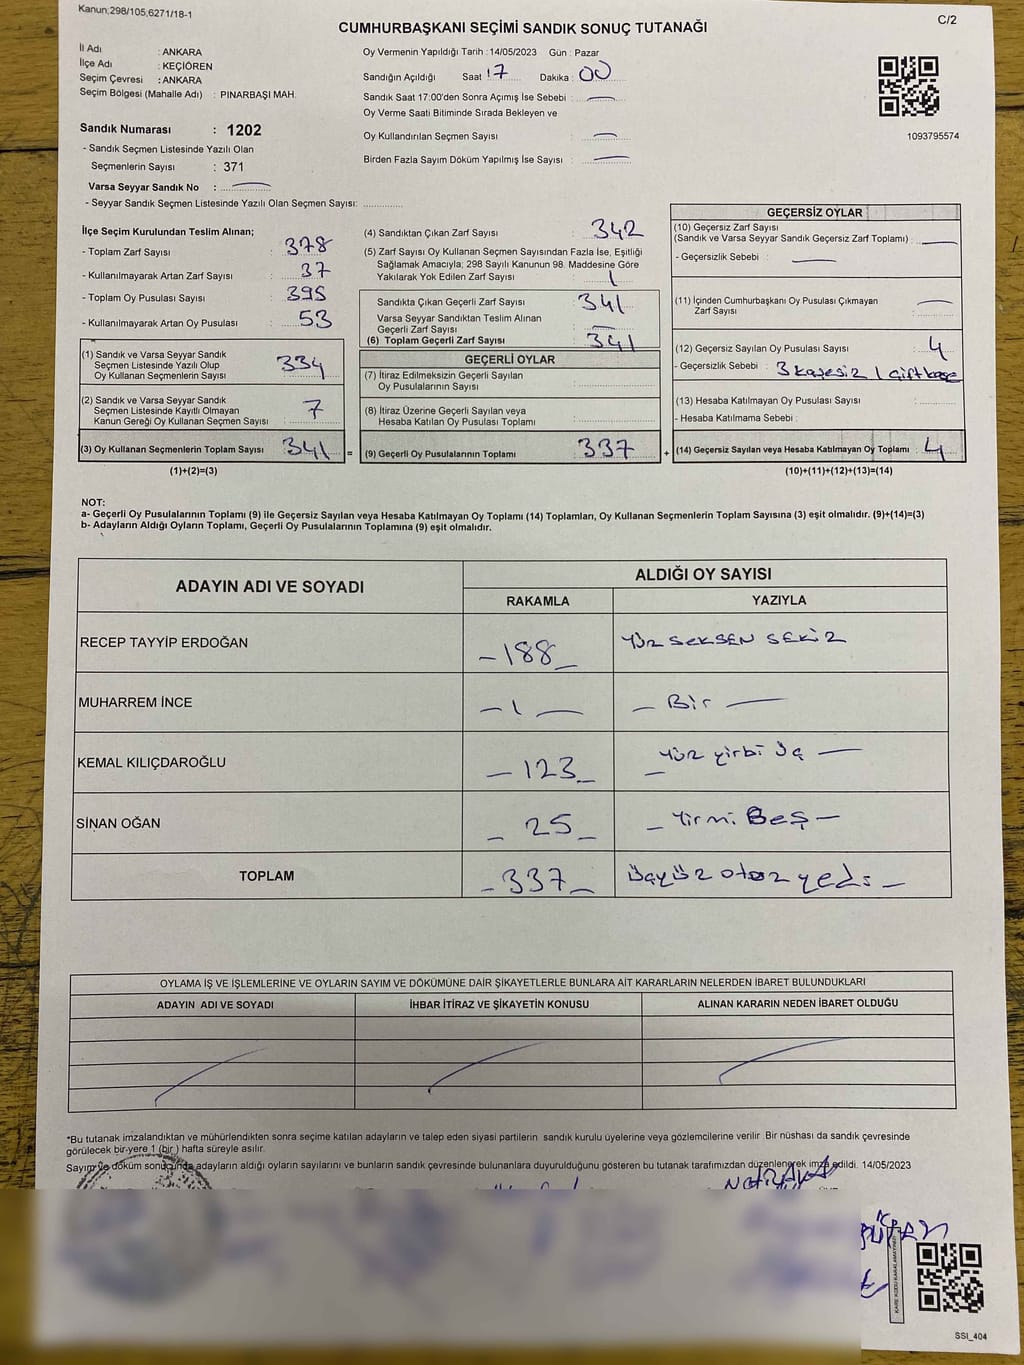 Kanun;298/105,6271/18-1
C/2
CUMHURBAŞKANI SEÇİMİ SANDIK SONUÇ TUTANAĞI
İl Adı : ANKARA
İlçe Adı : KEÇİÖREN
Seçim Çevresi : ANKARA
Seçim Bölgesi (Mahalle Adı) : PINARBAŞI MAH.
Sandık Numarası : 1202
- Sandık Seçmen Listesinde Yazılı Olan
Seçmenlerin Sayısı : 371
Varsa Seyyar Sandık No :
- Seyyar Sandık Seçmen Listesinde Yazılı Olan Seçmen Sayısı:
Oy Vermenin Yapıldığı Tarih : 14/05/2023 Gün : Pazar
Sandığın Açıldığı Saat : 17 Dakika : 00
Sandık Saat 17:00'den Sonra Açımış İse Sebebi :
Oy Verme Saati Bitiminde Sırada Bekleyen ve
Oy Kullandırılan Seçmen Sayısı :
Birden Fazla Sayım Döküm Yapılmış İse Sayısı :
1093795574
İlçe Seçim Kurulundan Teslim Alınan;
- Toplam Zarf Sayısı : 378
- Kullanılmayarak Artan Zarf Sayısı : 37
- Toplam Oy Pusulası Sayısı : 395
- Kullanılmayarak Artan Oy Pusulası : 53
(1) Sandık ve Varsa Seyyar Sandık
Seçmen Listesinde Yazılı Olup
Oy Kullanan Seçmenlerin Sayısı : 334
(2) Sandık ve Varsa Seyyar Sandık
Seçmen Listesinde Kayıtlı Olmayan
Kanun Gereği Oy Kullanan Seçmen Sayısı : 7
(3) Oy Kullanan Seçmenlerin Toplam Sayısı : 341
(1)+(2)=(3)
(4) Sandıktan Çıkan Zarf Sayısı : 342
(5) Zarf Sayısı Oy Kullanan Seçmen Sayısından Fazla İse, Eşitliği
Sağlamak Amacıyla; 298 Sayılı Kanunun 98. Maddesine Göre
Yakılarak Yok Edilen Zarf Sayısı : 1
Sandıkta Çıkan Geçerli Zarf Sayısı : 341
Varsa Seyyar Sandıktan Teslim Alınan
Geçerli Zarf Sayısı :
(6) Toplam Geçerli Zarf Sayısı : 341
=
GEÇERLİ OYLAR
(7) İtiraz Edilmeksizin Geçerli Sayılan
Oy Pusulalarının Sayısı :
(8) İtiraz Üzerine Geçerli Sayılan veya
Hesaba Katılan Oy Pusulası Toplamı :
(9) Geçerli Oy Pusulalarının Toplamı : 337
+
GEÇERSİZ OYLAR
(10) Geçersiz Zarf Sayısı
(Sandık ve Varsa Seyyar Sandık Geçersiz Zarf Toplamı) :
- Geçersizlik Sebebi :
(11) İçinden Cumhurbaşkanı Oy Pusulası Çıkmayan
Zarf Sayısı :
(12) Geçersiz Sayılan Oy Pusulası Sayısı : 4
- Geçersizlik Sebebi : 3 kaşesiz 1 çift kaşe
(13) Hesaba Katılmayan Oy Pusulası Sayısı :
- Hesaba Katılmama Sebebi :
(14) Geçersiz Sayılan veya Hesaba Katılmayan Oy Toplamı : 4
(10)+(11)+(12)+(13)=(14)
NOT:
a- Geçerli Oy Pusulalarının Toplamı (9) ile Geçersiz Sayılan veya Hesaba Katılmayan Oy Toplamı (14) Toplamları, Oy Kullanan Seçmenlerin Toplam Sayısına (3) eşit olmalıdır. (9)+(14)=(3)
b- Adayların Aldığı Oyların Toplamı, Geçerli Oy Pusulalarının Toplamına (9) eşit olmalıdır.
ADAYIN ADI VE SOYADI
ALDIĞI OY SAYISI
RAKAMLA YAZIYLA
RECEP TAYYİP ERDOĞAN -188- Yüz seksen sekiz
MUHARREM İNCE -1- - Bir -
KEMAL KILIÇDAROĞLU -123- - Yüz yirbi üç -
SİNAN OĞAN - 25 - - Yirmi Beş -
TOPLAM -337- Üçyüz otuz yedi -
OYLAMA İŞ VE İŞLEMLERİNE VE OYLARIN SAYIM VE DÖKÜMÜNE DAİR ŞİKAYETLERLE BUNLARA AİT KARARLARIN NELERDEN İBARET BULUNDUKLARI
ADAYIN ADI VE SOYADI İHBAR İTİRAZ VE ŞİKAYETİN KONUSU ALINAN KARARIN NEDEN İBARET OLDUĞU
*Bu tutanak imzalandıktan ve mühürlendikten sonra seçime katılan adayların ve talep eden siyasi partilerin sandık kurulu üyelerine veya gözlemcilerine verilir. Bir nüshası da sandık çevresinde
görülecek bir yere 1 (bir) hafta süreyle asılır.
Sayım ve döküm sonucunda adayların aldığı oyların sayılarını ve bunların sandık çevresinde bulunanlara duyurulduğunu gösteren bu tutanak tarafımızdan düzenlenerek imza edildi. 14/05/2023
SSI_404